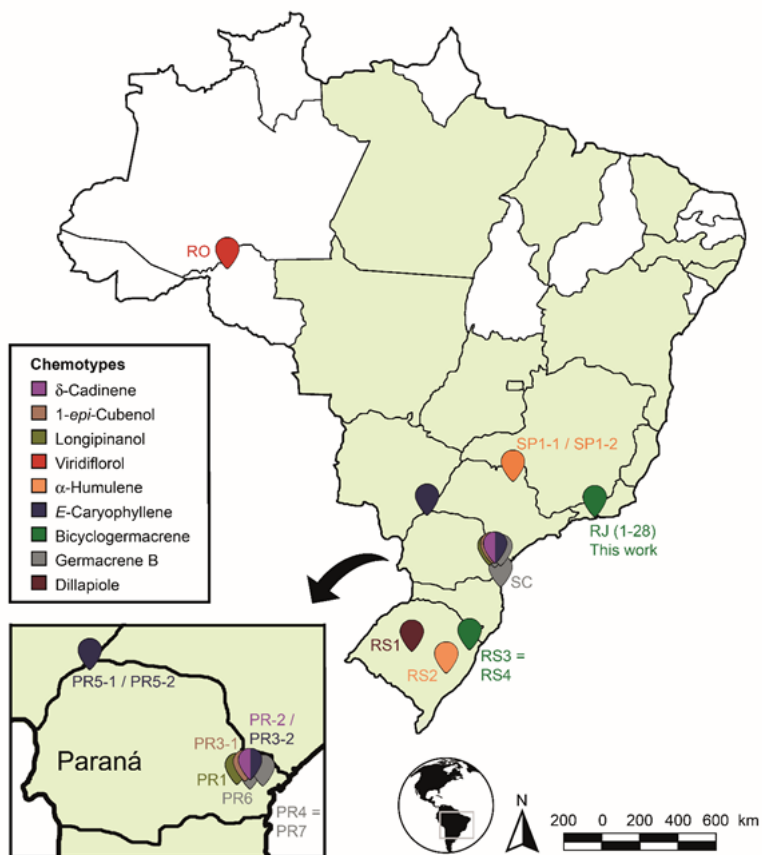 RO
Chemotypes
δ-Cadinene
1-epi-Cubenol
Longipinanol
Viridiflorol
α-Humulene
E-Caryophyllene
Bicyclogermacrene
Germacrene B
Dillapiole
SP1-1 / SP1-2
RJ (1-28)
This work
SC
RS1
RS2
RS3 =
RS4
PR5-1 / PR5-2
Paraná
PR-2 /
PR3-2
PR3-1
PR1
PR6
PR4 =
PR7
N
200 0 200 400 600 km